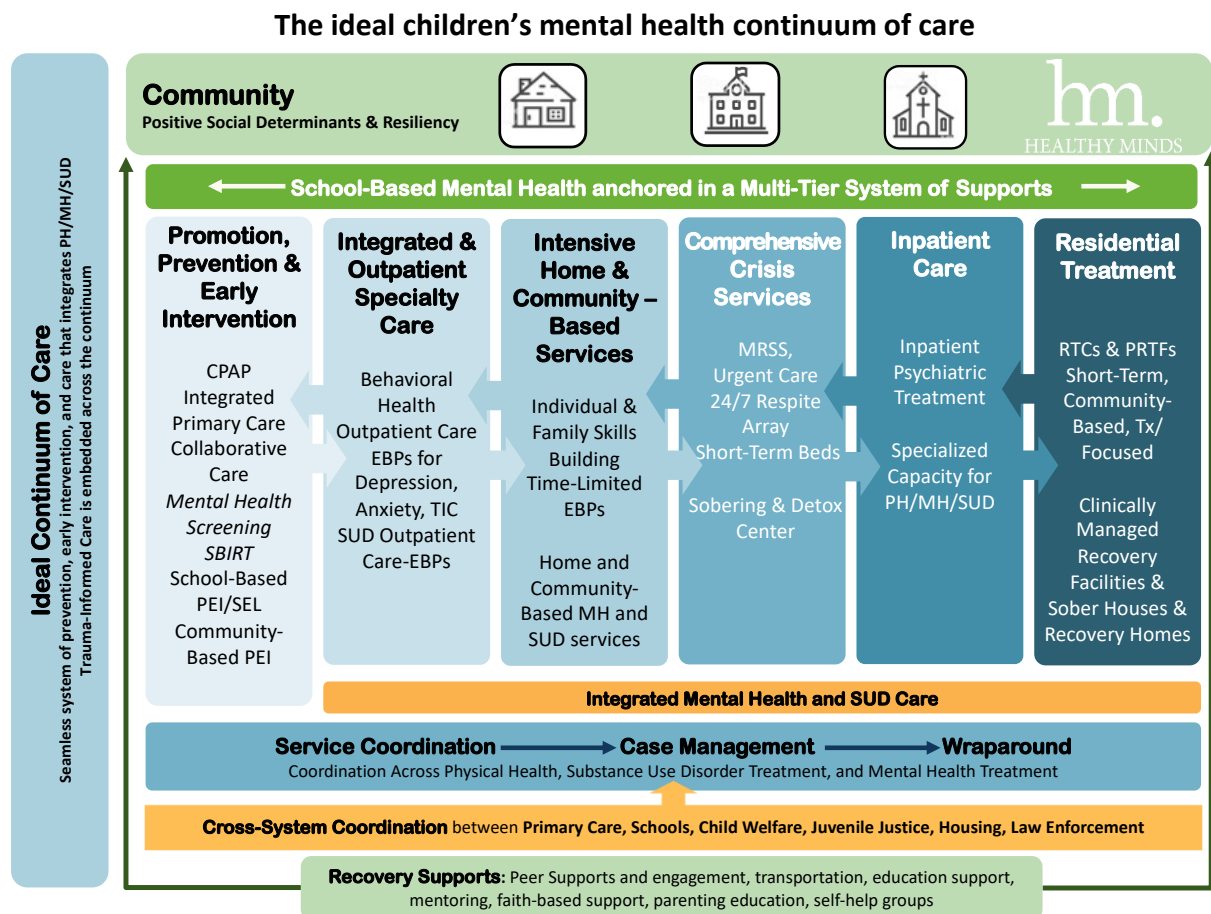 The ideal children's mental health continuum of care
Ideal Continuum of Care
Seamless system of prevention, early intervention, and care that integrates PH/MH/SUD
Trauma-Informed Care is embedded across the continuum
Community
Positive Social Determinants & Resiliency
hm.
HEALTHY MINDS
School-Based Mental Health anchored in a Multi-Tier System of Supports
Promotion,
Prevention &
Early
Intervention
CPAP
Integrated
Primary Care
Collaborative
Care
Mental Health
Screening
SBIRT
School-Based
PEI/SEL
Community-
Based PEI
Integrated &
Outpatient
Specialty
Care
Behavioral
Health
Outpatient Care
EBPs for
Depression,
Anxiety, TIC
SUD Outpatient
Care-EBPs
Intensive
Home &
Community –
Based
Services
Individual &
Family Skills
Building
Time-Limited
EBPs
Home and
Community-
Based MH and
SUD services
Comprehensive
Crisis
Services
MRSS,
Urgent Care
24/7 Respite
Array
Short-Term Beds
Sobering & Detox
Center
Inpatient
Care
Inpatient
Psychiatric
Treatment
Specialized
Capacity for
PH/MH/SUD
Residential
Treatment
RTCs & PRTFs
Short-Term,
Community-
Based, Tx/
Focused
Clinically
Managed
Recovery
Facilities &
Sober Houses &
Recovery Homes
Integrated Mental Health and SUD Care
Service Coordination Case Management Wraparound
Coordination Across Physical Health, Substance Use Disorder Treatment, and Mental Health Treatment
Cross-System Coordination between Primary Care, Schools, Child Welfare, Juvenile Justice, Housing, Law Enforcement
Recovery Supports: Peer Supports and engagement, transportation, education support,
mentoring, faith-based support, parenting education, self-help groups